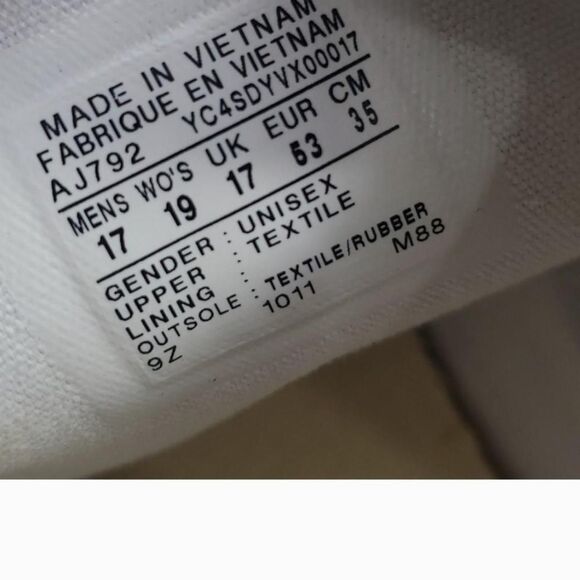 MADE IN VIETNAM
FABRIQUE EN VIETNAM
AJ792 YC4SDYVX00017
MENS WO'S UK EUR CM
17 19 17 53 35
GENDER : UNISEX
UPPER : TEXTILE
LINING :
OUTSOLE : TEXTILE/RUBBER
9Z 1011 M88